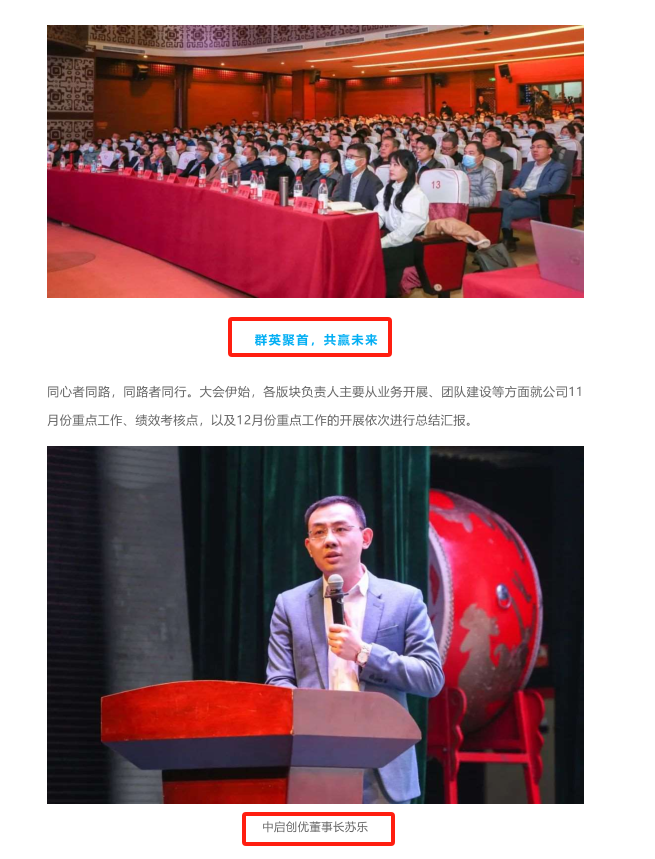 13
群英聚首，共赢未来
同心者同路，同路者同行。大会伊始，各版块负责人主要从业务开展、团队建设等方面就公司11
月份重点工作、绩效考核点，以及12月份重点工作的开展依次进行总结汇报。
中启创优董事长苏乐